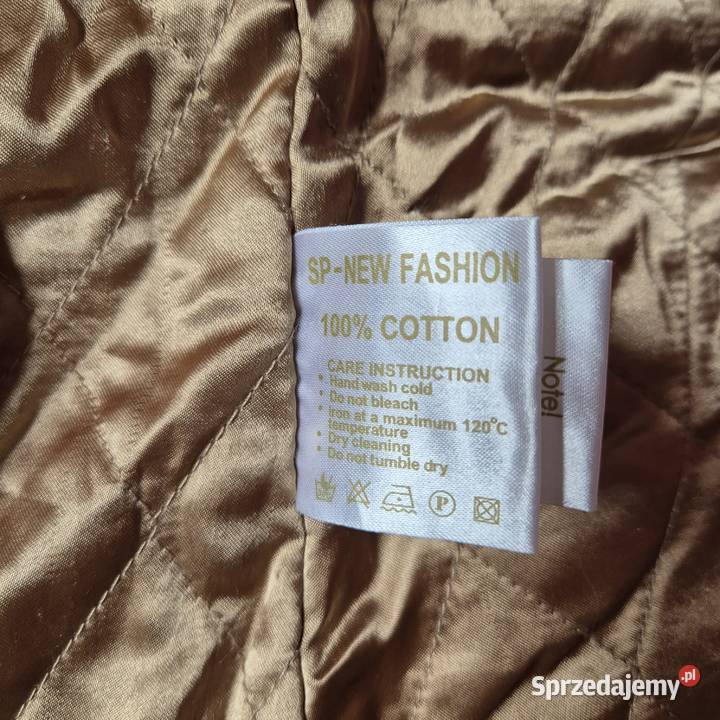 SP-NEW FASHION
100% COTTON
CARE INSTRUCTION
• Hand wash cold
• Do not bleach
• Iron at a maximum 120°C
temperature
• Dry cleaning
• Do not tumble dry
P
Note!
Sprzedajemy.pl